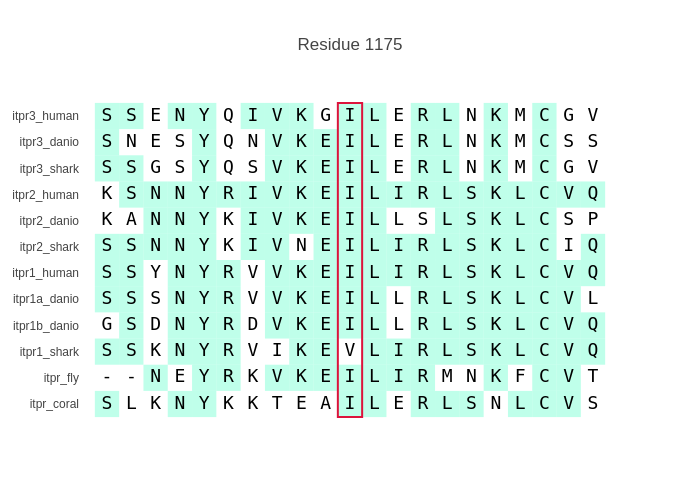 Residue 1175
itpr3_human S S E N Y Q I V K G I L E R L N K M C G V
itpr3_danio S N E S Y Q N V K E I L E R L N K M C S S
itpr3_shark S S G S Y Q S V K E I L E R L N K M C G V
itpr2_human K S N N Y R I V K E I L I R L S K L C V Q
itpr2_danio K A N N Y K I V K E I L L S L S K L C S P
itpr2_shark S S N N Y K I V N E I L I R L S K L C I Q
itpr1_human S S Y N Y R V V K E I L I R L S K L C V Q
itpr1a_danio S S S N Y R V V K E I L L R L S K L C V L
itpr1b_danio G S D N Y R D V K E I L L R L S K L C V Q
itpr1_shark S S K N Y R V I K E V L I R L S K L C V Q
itpr_fly - - N E Y R K V K E I L I R M N K F C V T
itpr_coral S L K N Y K K T E A I L E R L S N L C V S